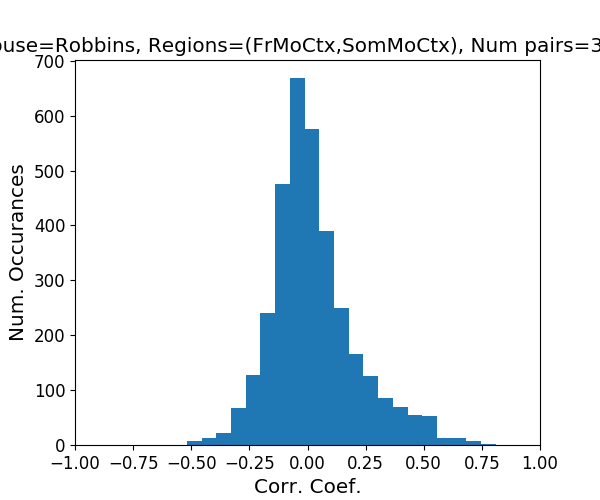 ouse=Robbins, Regions=(FrMoCtx,SomMoCtx), Num pairs=3
700
600
500
400
300
200
100
0
Num. Occurances
−1.00 −0.75 −0.50 −0.25 0.00 0.25 0.50 0.75 1.00
Corr. Coef.